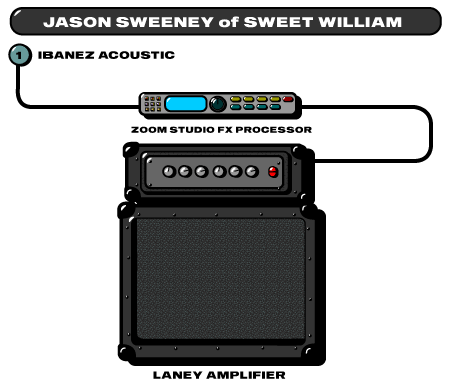 JASON SWEENEY of SWEET WILLIAM
1 IBANEZ ACOUSTIC
ZOOM STUDIO FX PROCESSOR
LANEY AMPLIFIER